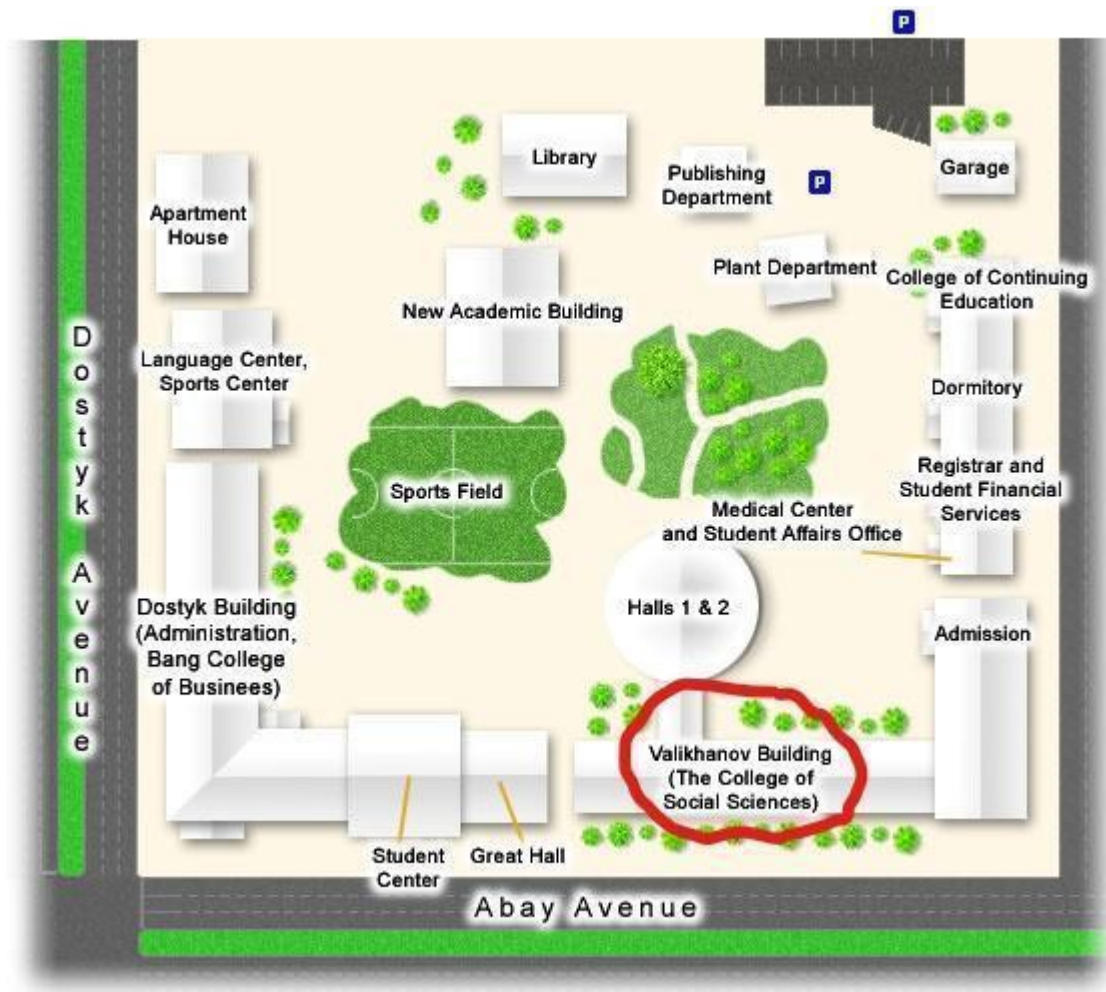 P
Library
Publishing
Department
P
Garage
Apartment
House
Plant Department
College of Continuing
Education
New Academic Building
Language Center,
Sports Center
Dormitory
Dostyk Avenue
Sports Field
Registrar and
Student Financial
Services
Medical Center
and Student Affairs Office
Halls 1 & 2
Dostyk Building
(Administration,
Bang College
of Businees)
Admission
Valikhanov Building
(The College of
Social Sciences)
Student
Center
Great Hall
Abay Avenue